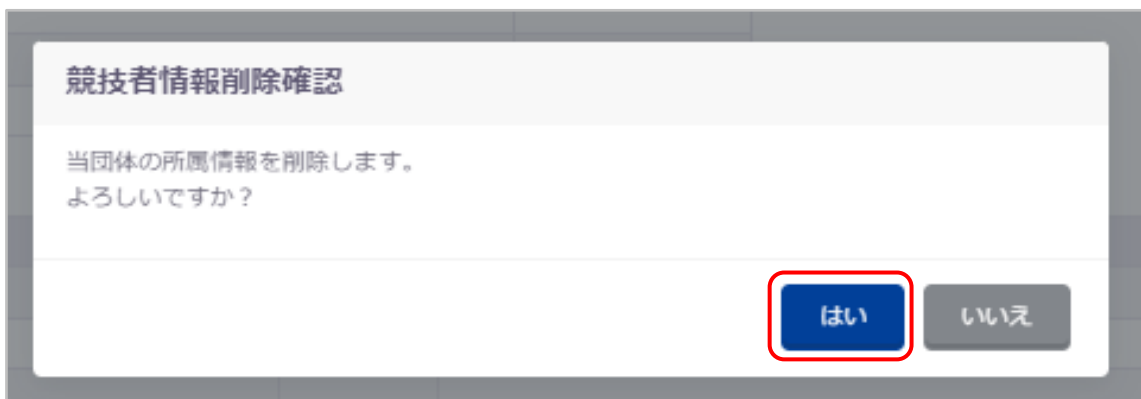 競技者情報削除確認
当団体の所属情報を削除します。
よろしいですか？
はい
いいえ